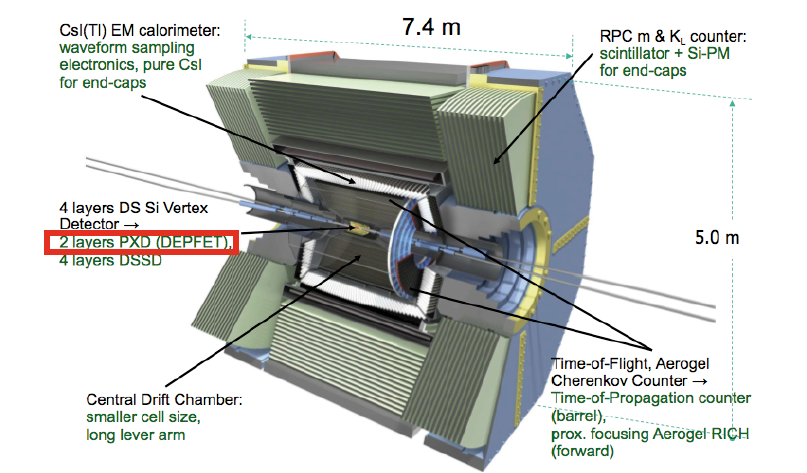 CsI(Tl) EM calorimeter:
waveform sampling
electronics, pure CsI
for end-caps
7.4 m
RPC m & KL counter:
scintillator + Si-PM
for end-caps
4 layers DS Si Vertex
Detector →
2 layers PXD (DEPFET),
4 layers DSSD
5.0 m
Central Drift Chamber:
smaller cell size,
long lever arm
Time-of-Flight, Aerogel
Cherenkov Counter →
Time-of-Propagation counter
(barrel),
prox. focusing Aerogel RICH
(forward)